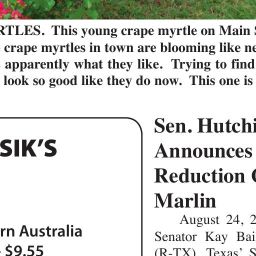 RTLES. This young crape myrtle on Main S
crape myrtles in town are blooming like ne
apparently what they like. Trying to find
look so good like they do now. This one is
SIK'S
rn Australia
$9.55
Sen. Hutchi
Announces
Reduction
Marlin
August 24, 2
Senator Kay Bai
(R-TX), Texas' S